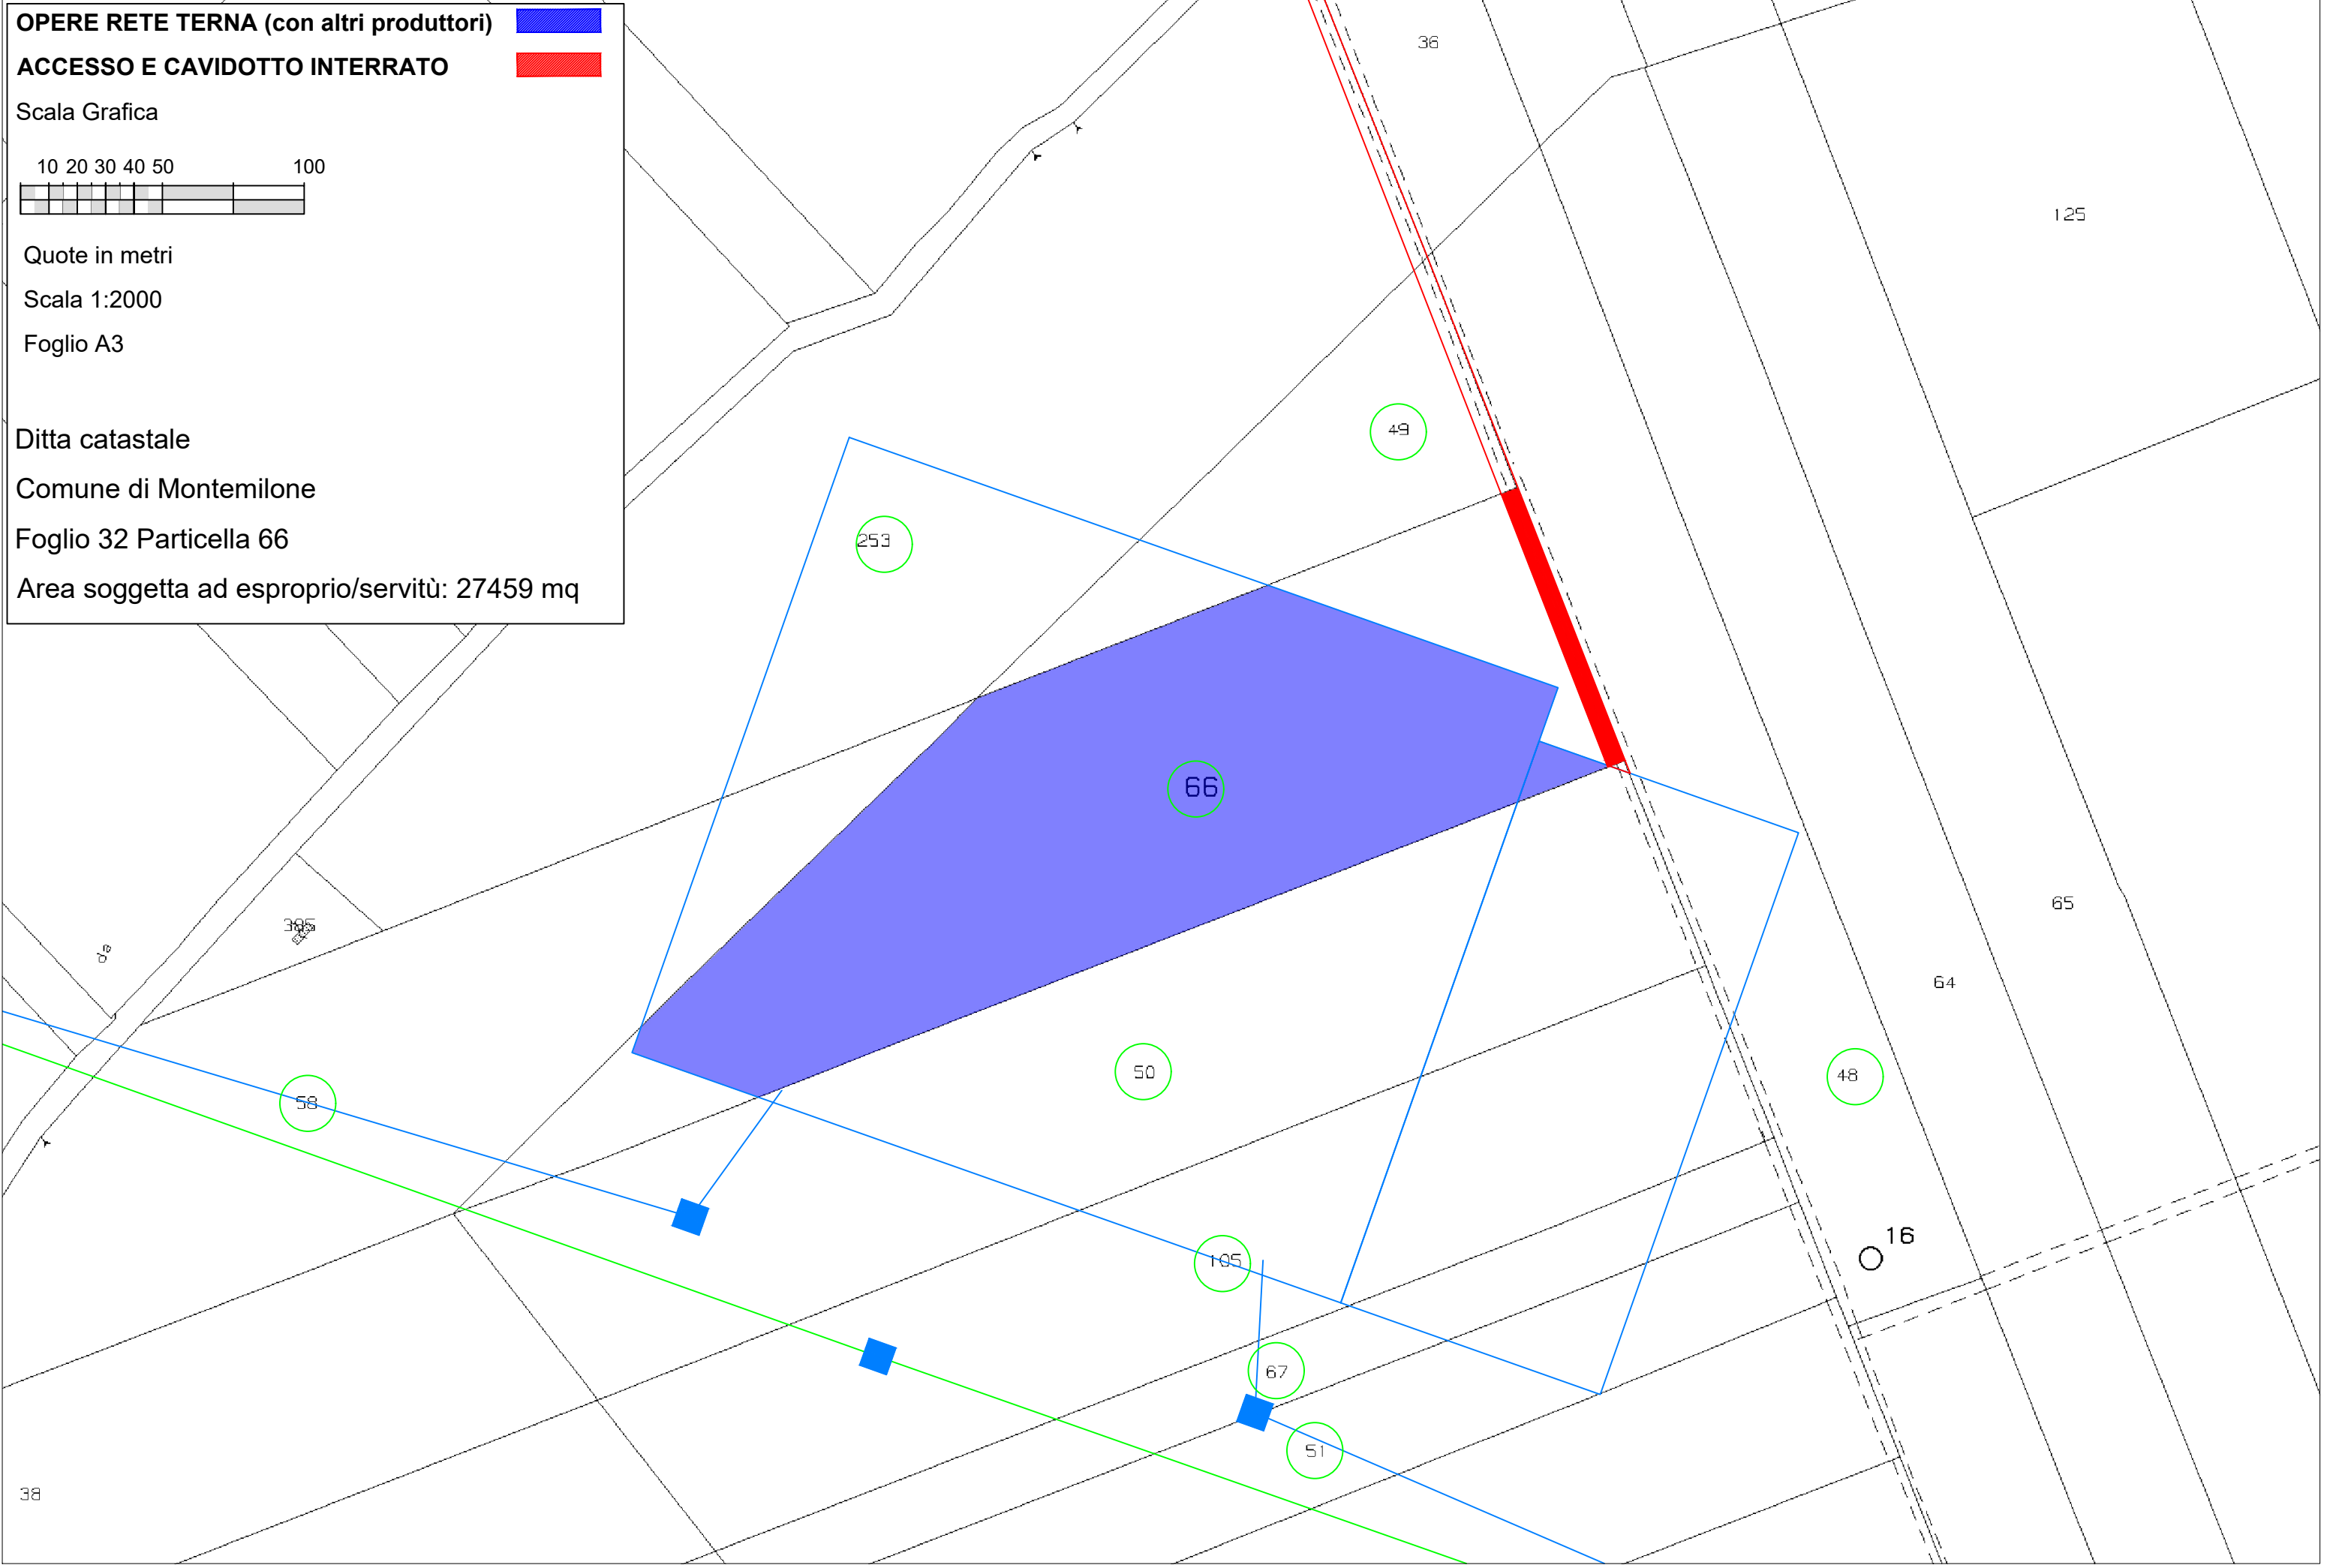 OPERE RETE TERNA (con altri produttori)
ACCESSO E CAVIDOTTO INTERRATO
Scala Grafica
10 20 30 40 50 100
Quote in metri
Scala 1:2000
Foglio A3
Ditta catastale
Comune di Montemilone
Foglio 32 Particella 66
Area soggetta ad esproprio/servitù: 27459 mq
36
125
49
253
66
385
65
64
58
50
48
105
16
67
51
38